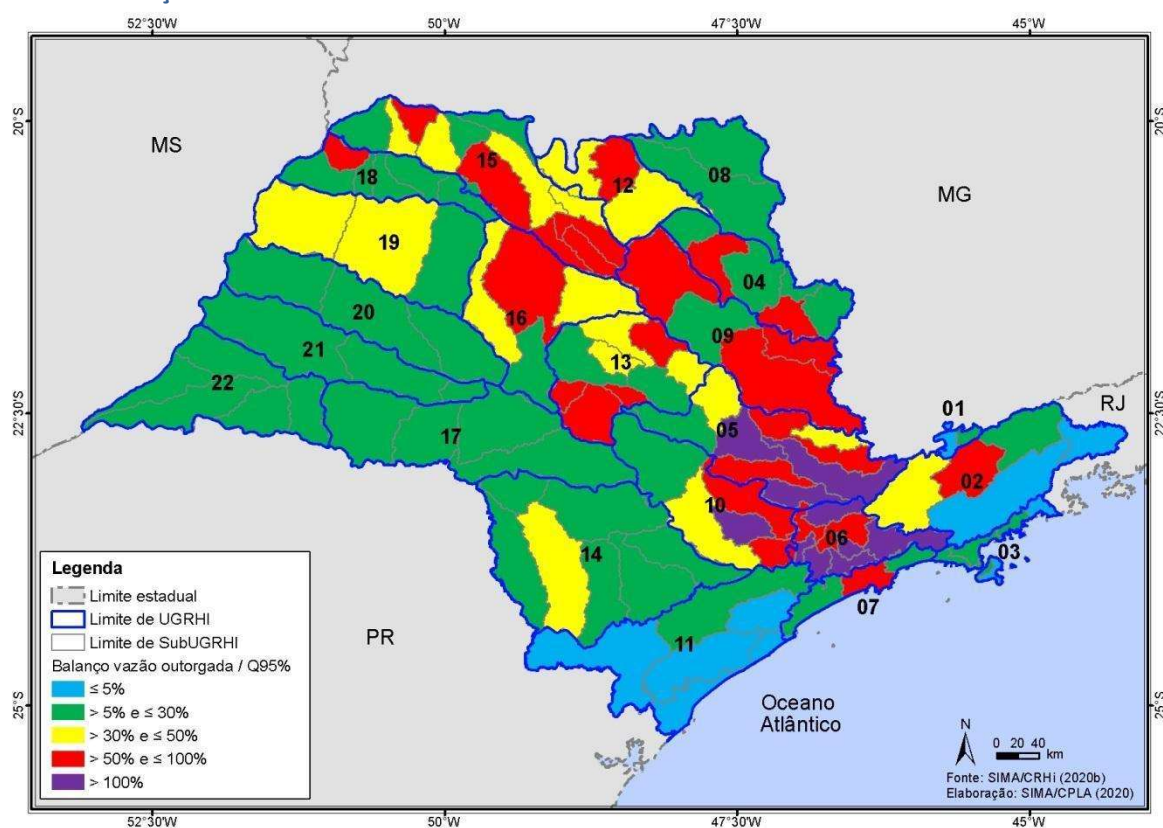 52°30'W 50°W 47°30'W 45°W
20°S 20°S
MS
15
18
12
08
MG
19
04
16
20
09
13
21
22
22°30'S 22°30'S
01
RJ
17
05
02
10
06
03
14
07
11
PR
25°S 25°S
Oceano
Atlântico
Legenda
Limite estadual
Limite de UGRHI
Limite de SubUGRHI
Balanço vazão outorgada / Q95%
≤ 5%
> 5% e ≤ 30%
> 30% e ≤ 50%
> 50% e ≤ 100%
> 100%
N
0 20 40
km
Fonte: SIMA/CRHi (2020b)
Elaboração: SIMA/CPLA (2020)
52°30'W 50°W 47°30'W 45°W